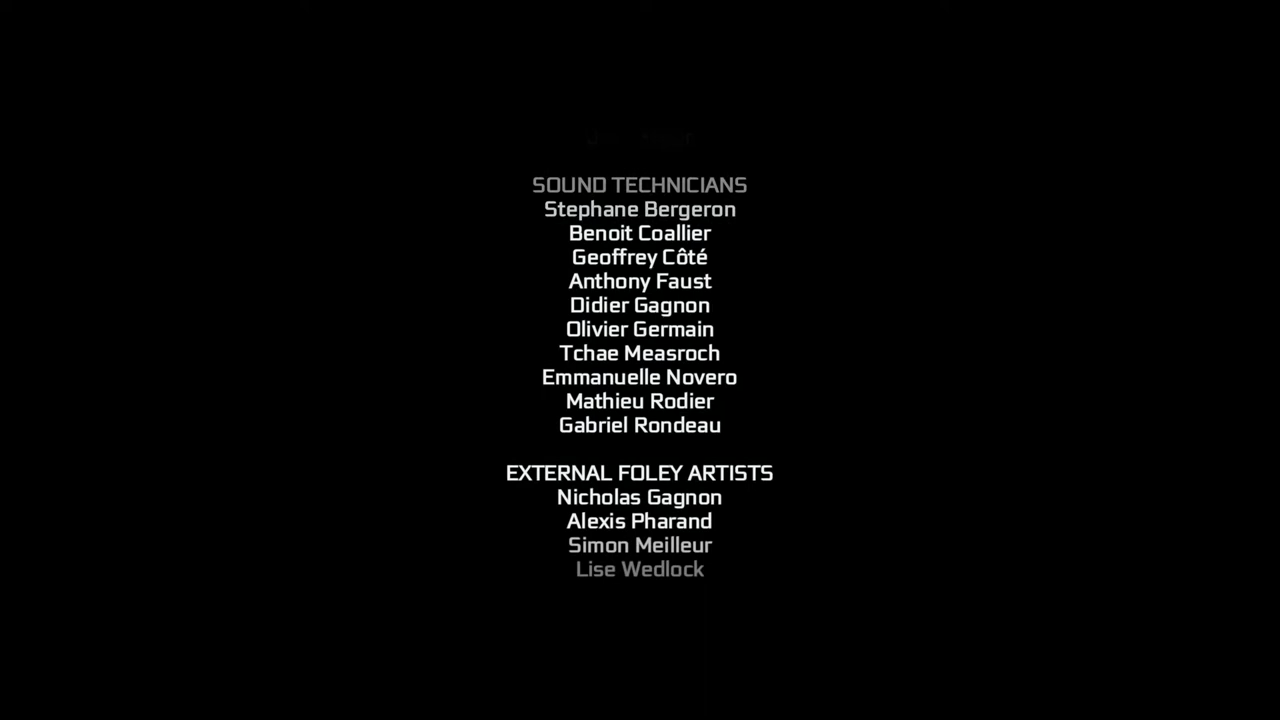 SOUND TECHNICIANS
Stephane Bergeron
Benoit Coallier
Geoffrey Côté
Anthony Faust
Didier Gagnon
Olivier Germain
Tchae Measroch
Emmanuelle Novero
Mathieu Rodier
Gabriel Rondeau
EXTERNAL FOLEY ARTISTS
Nicholas Gagnon
Alexis Pharand
Simon Meilleur
Lise Wedlock